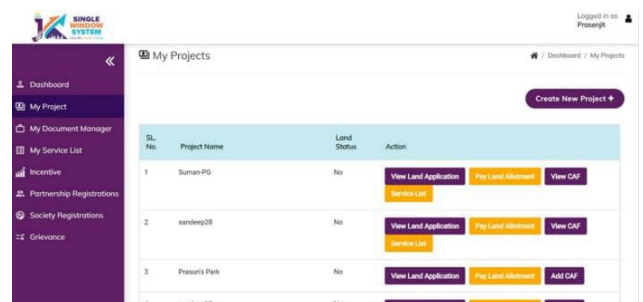 SINGLE
WINDOW
SYSTEM
Logged in as
Prasenjit
My Projects
/ Dashboard / My Projects
Dashboard
My Project
My Document Manager
My Service List
Incentive
Partnership Registrations
Society Registrations
Grievance
Create New Project +
SL. No. Project Name Land Status Action
1 Suman-PG No View Land Application Pay Land Allotment View CAF
Service List
2 sandeep28 No View Land Application Pay Land Allotment View CAF
Service List
3 Prasun's Park No View Land Application Pay Land Allotment Add CAF